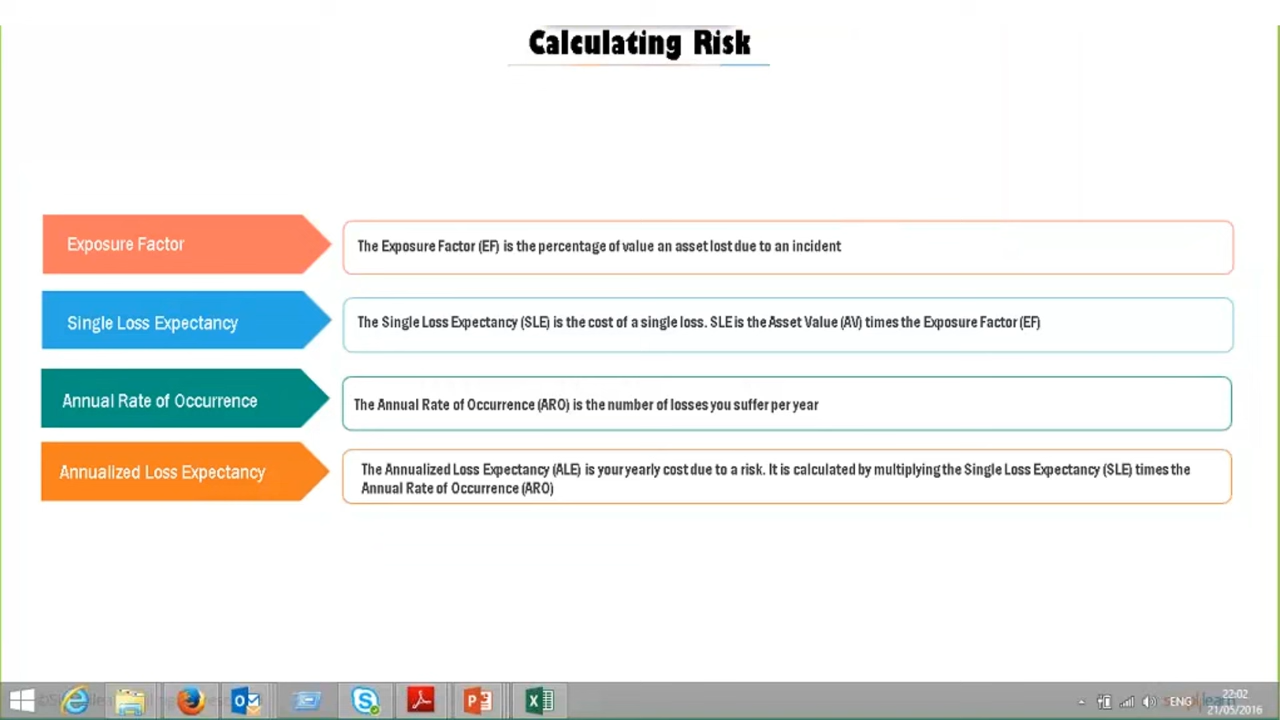 Calculating Risk
Exposure Factor
The Exposure Factor (EF) is the percentage of value an asset lost due to an incident
Single Loss Expectancy
The Single Loss Expectancy (SLE) is the cost of a single loss. SLE is the Asset Value (AV) times the Exposure Factor (EF)
Annual Rate of Occurrence
The Annual Rate of Occurrence (ARO) is the number of losses you suffer per year
Annualized Loss Expectancy
The Annualized Loss Expectancy (ALE) is your yearly cost due to a risk. It is calculated by multiplying the Single Loss Expectancy (SLE) times the
Annual Rate of Occurrence (ARO)
ENG
22:02
21/05/2016